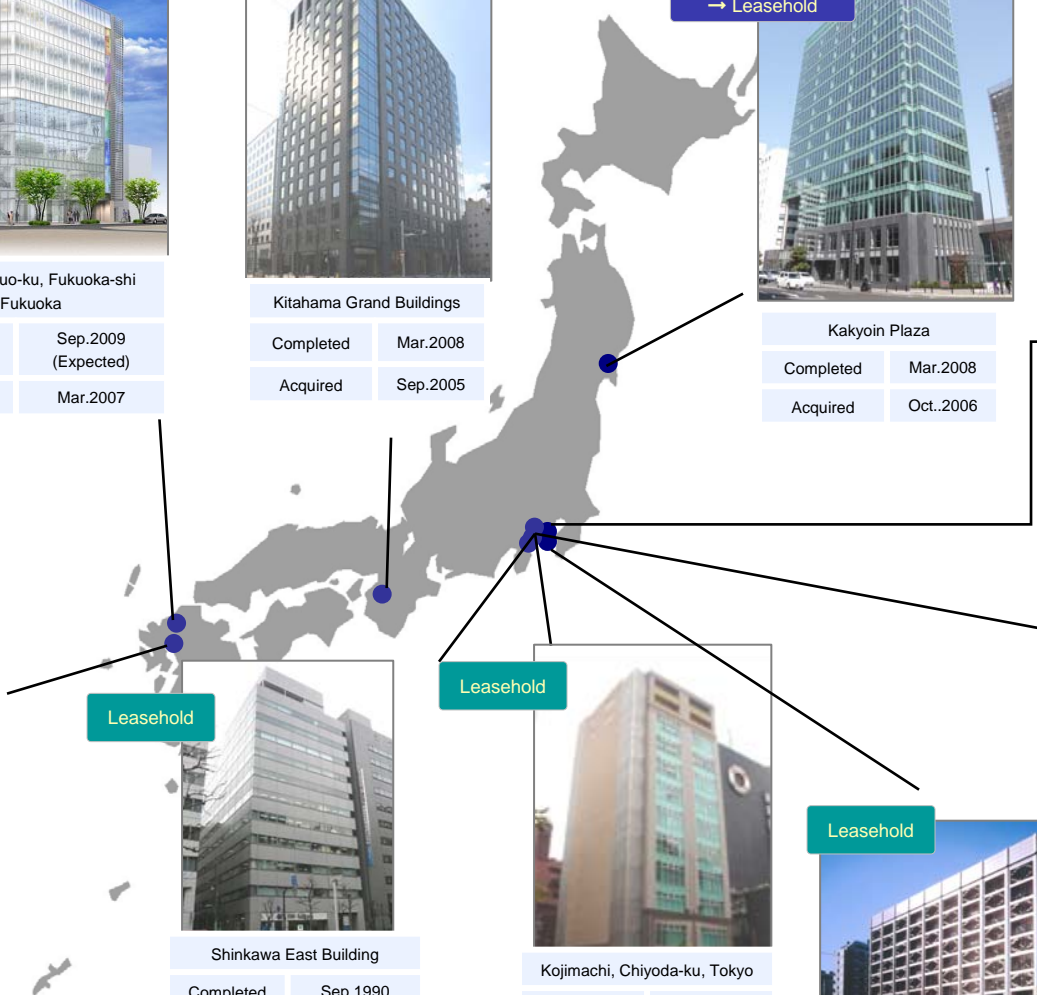 → Leasehold
uo-ku, Fukuoka-shi
Fukuoka
Sep.2009
(Expected)
Mar.2007
Kitahama Grand Buildings
Completed Mar.2008
Acquired Sep.2005
Kakyoin Plaza
Completed Mar.2008
Acquired Oct..2006
Leasehold
Leasehold
Leasehold
Shinkawa East Building
Completed Sep.1990
Kojimachi, Chiyoda-ku, Tokyo